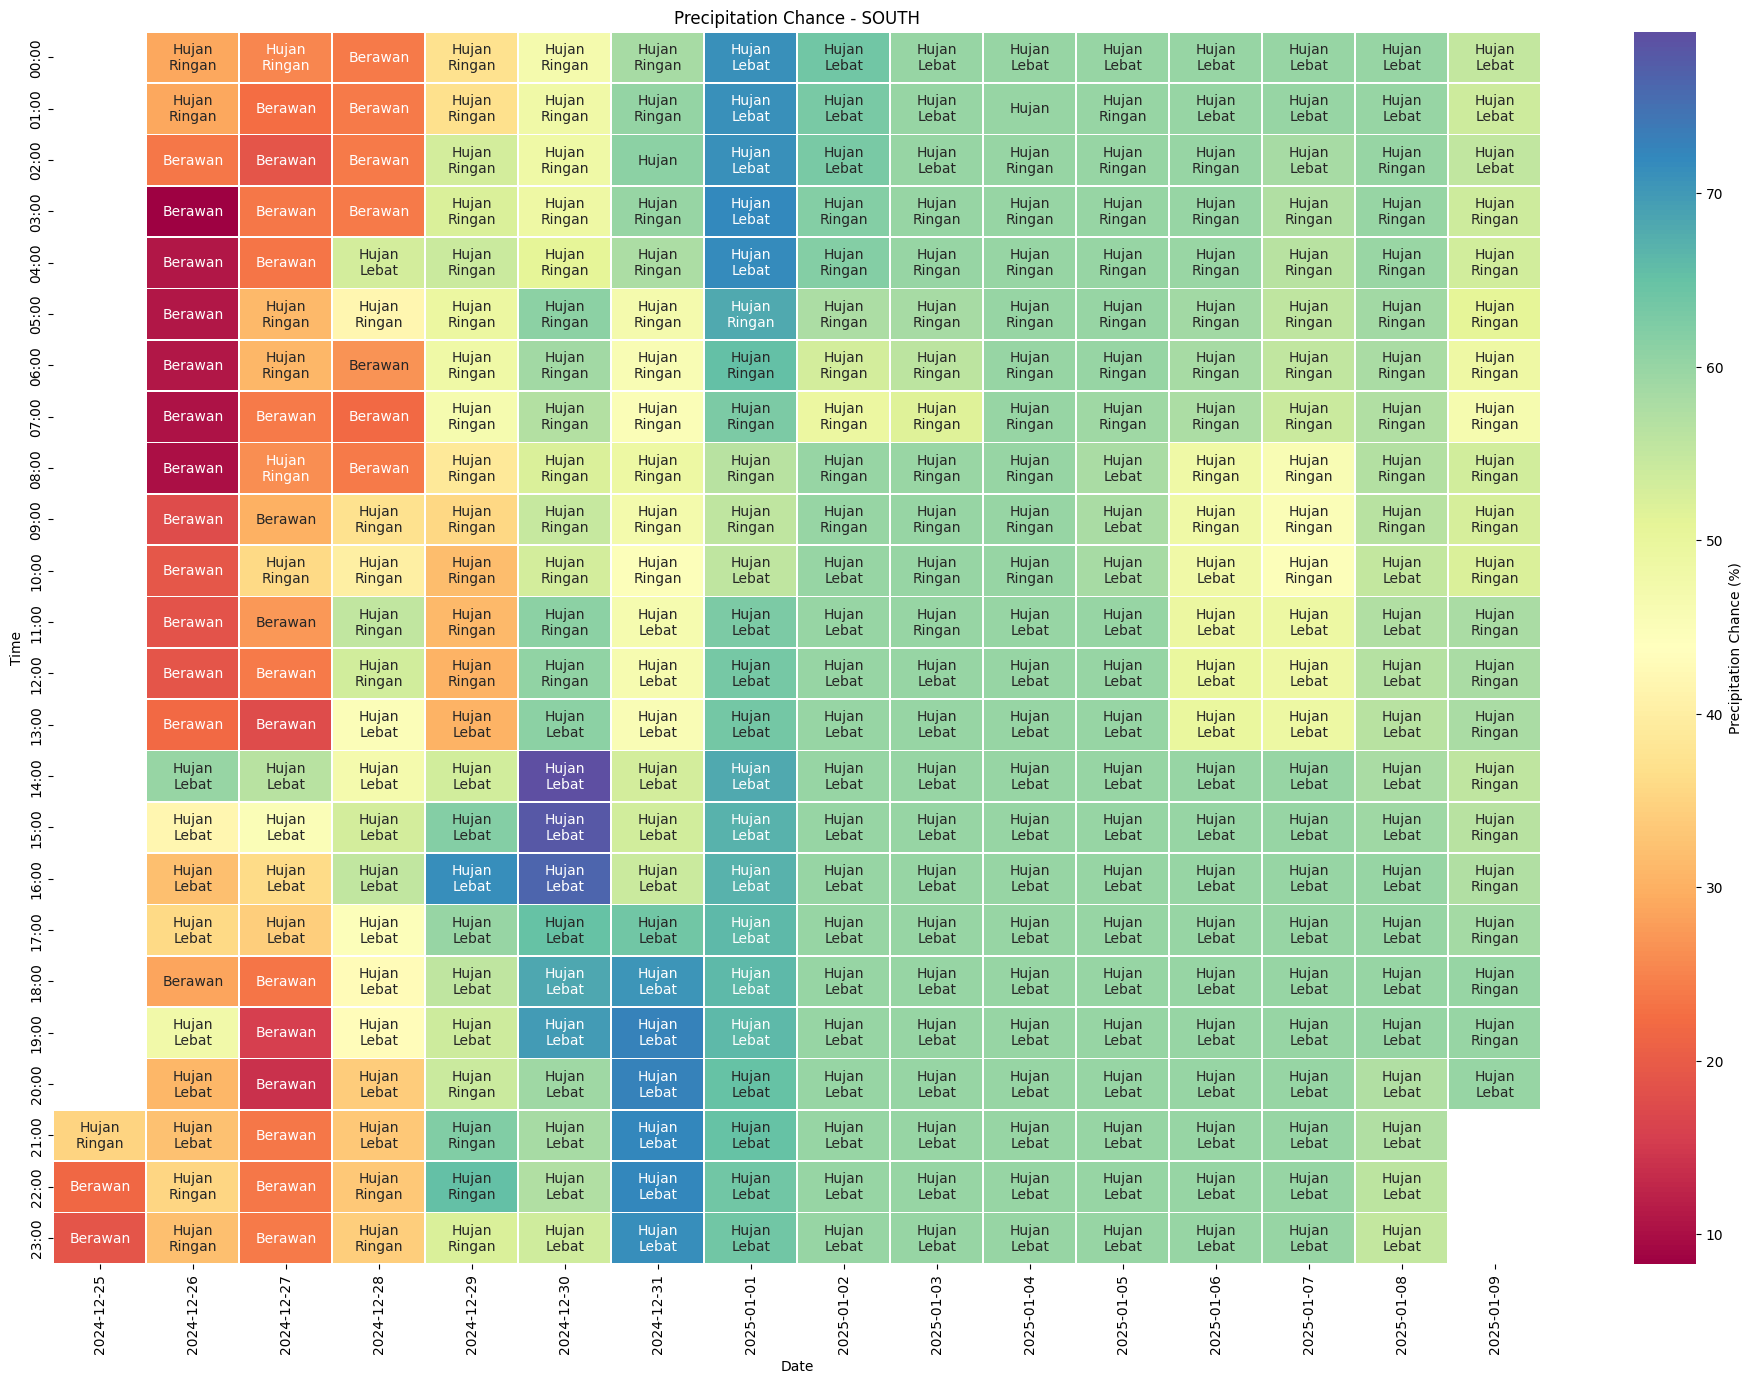 Precipitation Chance - SOUTH
00:00 Hujan Ringan Hujan Ringan Berawan Hujan Ringan Hujan Ringan Hujan Ringan Hujan Lebat Hujan Lebat Hujan Lebat Hujan Lebat Hujan Lebat Hujan Lebat Hujan Lebat Hujan Lebat Hujan Lebat
01:00 Hujan Ringan Berawan Berawan Hujan Ringan Hujan Ringan Hujan Ringan Hujan Lebat Hujan Lebat Hujan Lebat Hujan Hujan Ringan Hujan Lebat Hujan Lebat Hujan Lebat Hujan Lebat
02:00 Berawan Berawan Berawan Hujan Ringan Hujan Ringan Hujan Hujan Lebat Hujan Lebat Hujan Lebat Hujan Ringan Hujan Ringan Hujan Ringan Hujan Lebat Hujan Ringan Hujan Lebat
03:00 Berawan Berawan Berawan Hujan Ringan Hujan Ringan Hujan Ringan Hujan Lebat Hujan Ringan Hujan Ringan Hujan Ringan Hujan Ringan Hujan Ringan Hujan Ringan Hujan Ringan Hujan Ringan
04:00 Berawan Berawan Hujan Lebat Hujan Ringan Hujan Ringan Hujan Ringan Hujan Lebat Hujan Ringan Hujan Ringan Hujan Ringan Hujan Ringan Hujan Ringan Hujan Ringan Hujan Ringan Hujan Ringan
05:00 Berawan Hujan Ringan Hujan Ringan Hujan Ringan Hujan Ringan Hujan Ringan Hujan Ringan Hujan Ringan Hujan Ringan Hujan Ringan Hujan Ringan Hujan Ringan Hujan Ringan Hujan Ringan Hujan Ringan
06:00 Berawan Hujan Ringan Berawan Hujan Ringan Hujan Ringan Hujan Ringan Hujan Ringan Hujan Ringan Hujan Ringan Hujan Ringan Hujan Ringan Hujan Ringan Hujan Ringan Hujan Ringan Hujan Ringan
07:00 Berawan Berawan Berawan Hujan Ringan Hujan Ringan Hujan Ringan Hujan Ringan Hujan Ringan Hujan Ringan Hujan Ringan Hujan Ringan Hujan Ringan Hujan Ringan Hujan Ringan Hujan Ringan
08:00 Berawan Hujan Ringan Berawan Hujan Ringan Hujan Ringan Hujan Ringan Hujan Ringan Hujan Ringan Hujan Ringan Hujan Ringan Hujan Lebat Hujan Ringan Hujan Ringan Hujan Ringan Hujan Ringan
09:00 Berawan Berawan Hujan Ringan Hujan Ringan Hujan Ringan Hujan Ringan Hujan Ringan Hujan Ringan Hujan Ringan Hujan Ringan Hujan Lebat Hujan Ringan Hujan Ringan Hujan Ringan Hujan Ringan
10:00 Berawan Hujan Ringan Hujan Ringan Hujan Ringan Hujan Ringan Hujan Ringan Hujan Lebat Hujan Lebat Hujan Ringan Hujan Ringan Hujan Lebat Hujan Lebat Hujan Ringan Hujan Lebat Hujan Ringan
11:00 Berawan Berawan Hujan Ringan Hujan Ringan Hujan Ringan Hujan Lebat Hujan Lebat Hujan Lebat Hujan Ringan Hujan Lebat Hujan Lebat Hujan Lebat Hujan Lebat Hujan Lebat Hujan Ringan
12:00 Berawan Berawan Hujan Ringan Hujan Ringan Hujan Ringan Hujan Lebat Hujan Lebat Hujan Lebat Hujan Lebat Hujan Lebat Hujan Lebat Hujan Lebat Hujan Lebat Hujan Lebat Hujan Ringan
13:00 Berawan Berawan Hujan Lebat Hujan Lebat Hujan Lebat Hujan Lebat Hujan Lebat Hujan Lebat Hujan Lebat Hujan Lebat Hujan Lebat Hujan Lebat Hujan Lebat Hujan Lebat Hujan Ringan
14:00 Hujan Lebat Hujan Lebat Hujan Lebat Hujan Lebat Hujan Lebat Hujan Lebat Hujan Lebat Hujan Lebat Hujan Lebat Hujan Lebat Hujan Lebat Hujan Lebat Hujan Lebat Hujan Lebat Hujan Ringan
15:00 Hujan Lebat Hujan Lebat Hujan Lebat Hujan Lebat Hujan Lebat Hujan Lebat Hujan Lebat Hujan Lebat Hujan Lebat Hujan Lebat Hujan Lebat Hujan Lebat Hujan Lebat Hujan Lebat Hujan Ringan
16:00 Hujan Lebat Hujan Lebat Hujan Lebat Hujan Lebat Hujan Lebat Hujan Lebat Hujan Lebat Hujan Lebat Hujan Lebat Hujan Lebat Hujan Lebat Hujan Lebat Hujan Lebat Hujan Lebat Hujan Ringan
17:00 Hujan Lebat Hujan Lebat Hujan Lebat Hujan Lebat Hujan Lebat Hujan Lebat Hujan Lebat Hujan Lebat Hujan Lebat Hujan Lebat Hujan Lebat Hujan Lebat Hujan Lebat Hujan Lebat Hujan Ringan
18:00 Berawan Berawan Hujan Lebat Hujan Lebat Hujan Lebat Hujan Lebat Hujan Lebat Hujan Lebat Hujan Lebat Hujan Lebat Hujan Lebat Hujan Lebat Hujan Lebat Hujan Lebat Hujan Ringan
19:00 Hujan Lebat Berawan Hujan Lebat Hujan Lebat Hujan Lebat Hujan Lebat Hujan Lebat Hujan Lebat Hujan Lebat Hujan Lebat Hujan Lebat Hujan Lebat Hujan Lebat Hujan Lebat Hujan Ringan
20:00 Hujan Lebat Berawan Hujan Lebat Hujan Ringan Hujan Lebat Hujan Lebat Hujan Lebat Hujan Lebat Hujan Lebat Hujan Lebat Hujan Lebat Hujan Lebat Hujan Lebat Hujan Lebat Hujan Lebat
21:00 Hujan Ringan Hujan Lebat Berawan Hujan Lebat Hujan Ringan Hujan Lebat Hujan Lebat Hujan Lebat Hujan Lebat Hujan Lebat Hujan Lebat Hujan Lebat Hujan Lebat Hujan Lebat Hujan Lebat
22:00 Berawan Hujan Ringan Berawan Hujan Ringan Hujan Ringan Hujan Lebat Hujan Lebat Hujan Lebat Hujan Lebat Hujan Lebat Hujan Lebat Hujan Lebat Hujan Lebat Hujan Lebat Hujan Lebat
23:00 Berawan Hujan Ringan Berawan Hujan Ringan Hujan Ringan Hujan Lebat Hujan Lebat Hujan Lebat Hujan Lebat Hujan Lebat Hujan Lebat Hujan Lebat Hujan Lebat Hujan Lebat Hujan Lebat
Time
2024-12-25 2024-12-26 2024-12-27 2024-12-28 2024-12-29 2024-12-30 2024-12-31 2025-01-01 2025-01-02 2025-01-03 2025-01-04 2025-01-05 2025-01-06 2025-01-07 2025-01-08 2025-01-09
Date
70
60
50
40
30
20
10
Precipitation Chance (%)